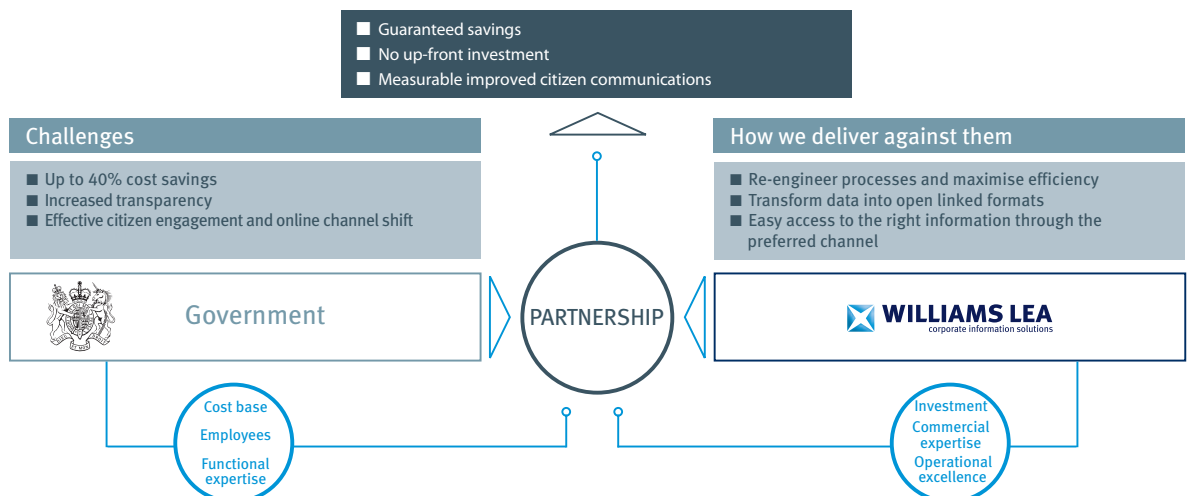 Guaranteed savings
No up-front investment
Measurable improved citizen communications
Challenges
Up to 40% cost savings
Increased transparency
Effective citizen engagement and online channel shift
How we deliver against them
Re-engineer processes and maximise efficiency
Transform data into open linked formats
Easy access to the right information through the
preferred channel
Government
PARTNERSHIP
WILLIAMS LEA
corporate information solutions
Cost base
Employees
Functional
expertise
Investment
Commercial
expertise
Operational
excellence